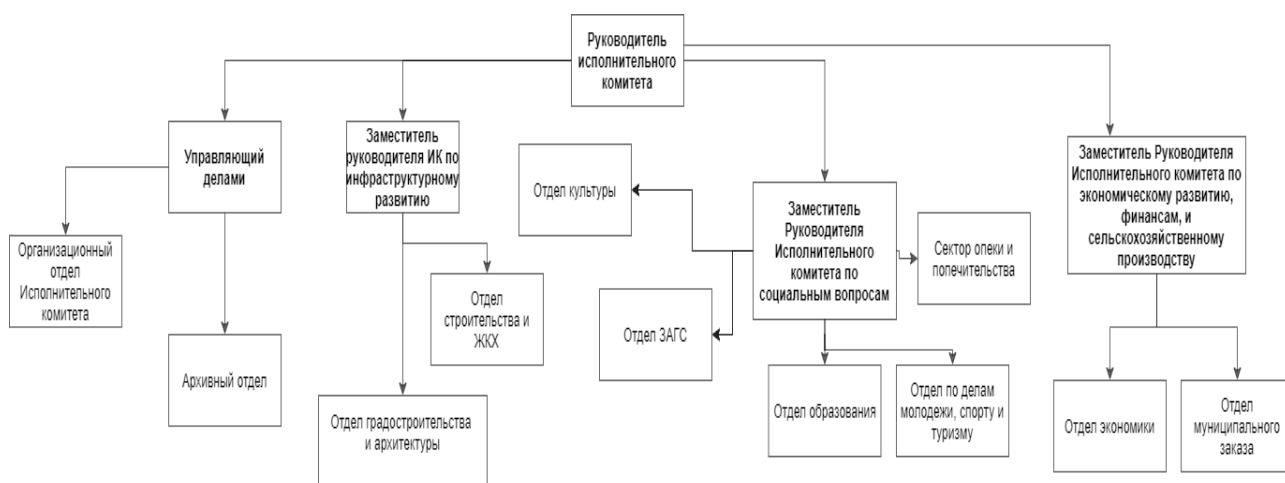 Руководитель
исполнительного
комитета
Управляющий
делами
Заместитель
руководителя ИК по
инфраструктурному
развитию
Заместитель
Руководителя
Исполнительного
комитета по
социальным вопросам
Заместитель Руководителя
Исполнительного комитета по
экономическому развитию,
финансам, и
сельскохозяйственному
производству
Организационный
отдел
Исполнительного
комитета
Архивный отдел
Отдел
строительства и
ЖКХ
Отдел градостроительства
и архитектуры
Отдел культуры
Отдел ЗАГС
Сектор опеки и
попечительства
Отдел образования
Отдел по делам
молодежи, спорту и
туризму
Отдел экономики
Отдел
муниципального
заказа